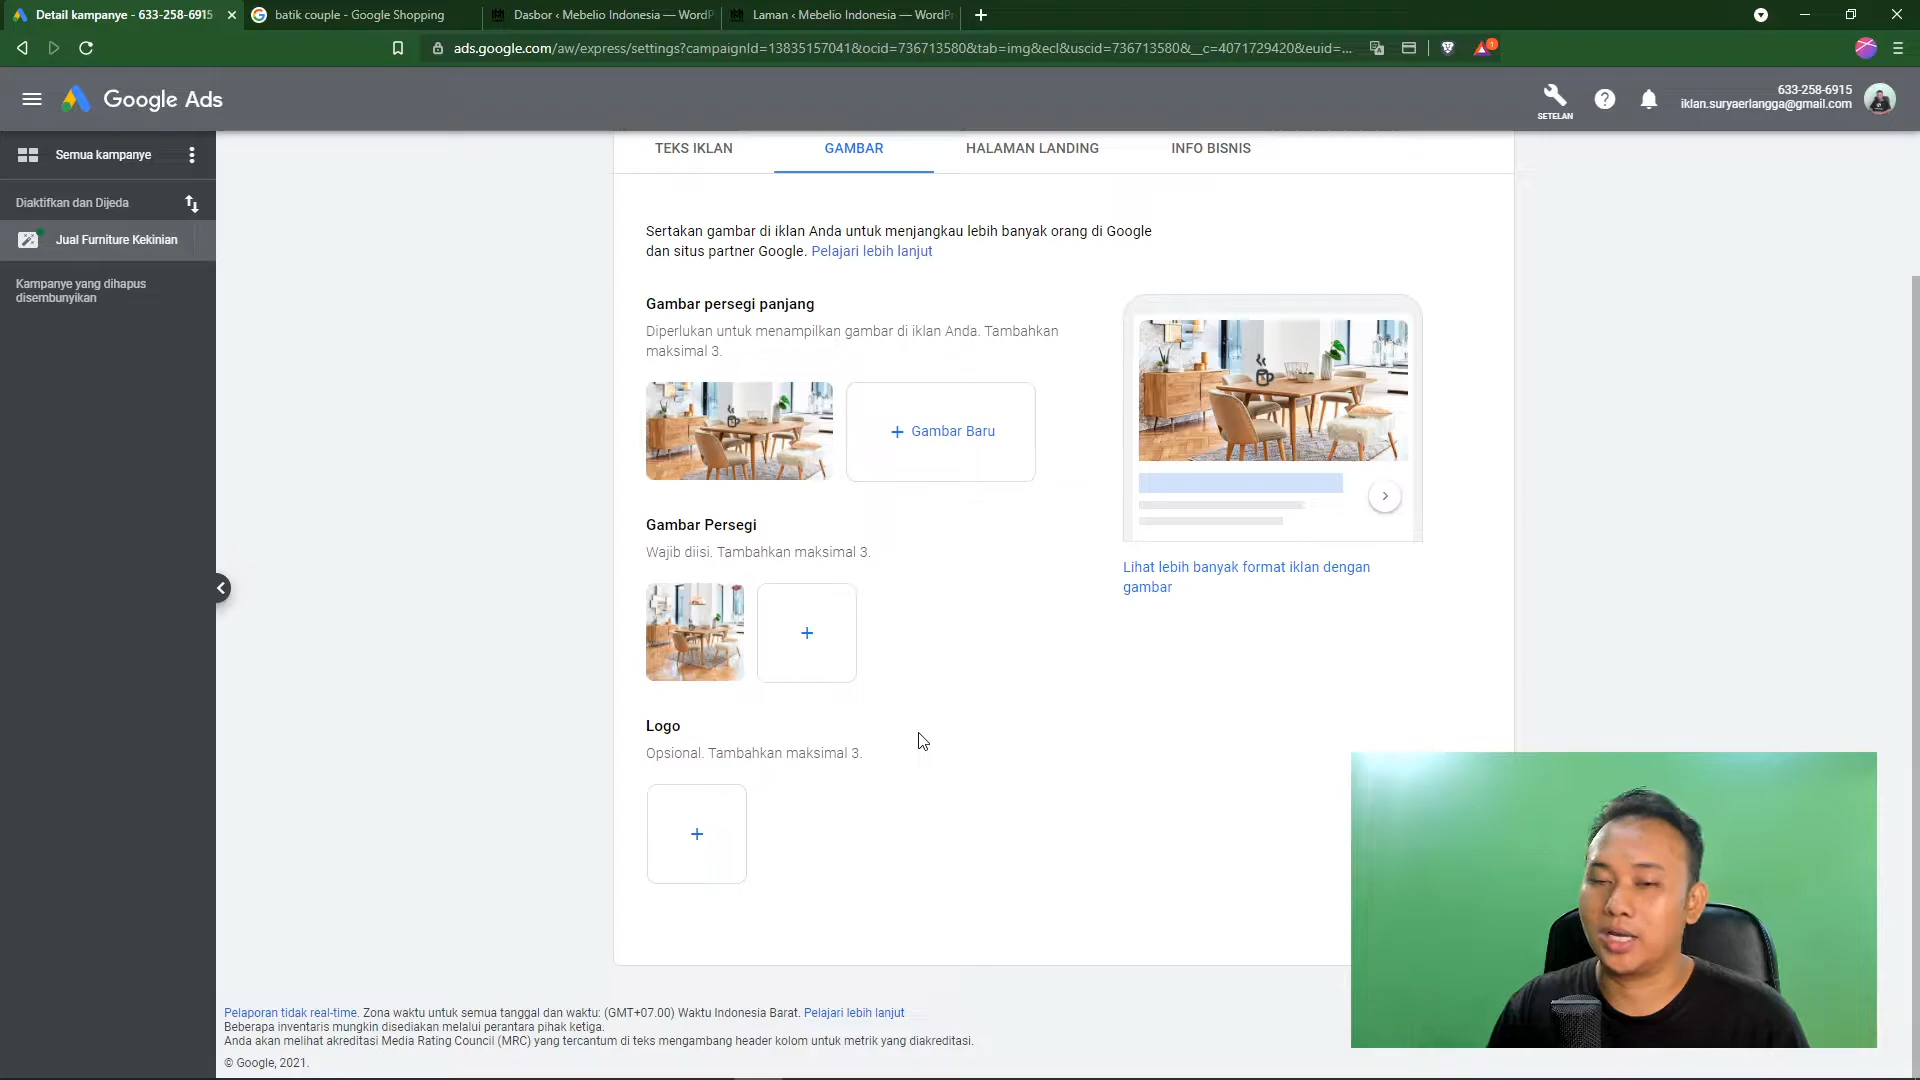 Detail kampanye - 633-258-6915
batik couple - Google Shopping
Dasbor ‹ Mebelio Indonesia — WordP
Laman ‹ Mebelio Indonesia — WordPr
ads.google.com/aw/express/settings?campaignId=13835157041&ocid=736713580&tab=img&ecl&uscid=736713580&__c=4071729420&euid=...
1
Google Ads
SETELAN
633-258-6915
iklan.suryaerlangga@gmail.com
Semua kampanye
Diaktifkan dan Dijeda
Jual Furniture Kekinian
Kampanye yang dihapus
disembunyikan
TEKS IKLAN
GAMBAR
HALAMAN LANDING
INFO BISNIS
Sertakan gambar di iklan Anda untuk menjangkau lebih banyak orang di Google
dan situs partner Google. Pelajari lebih lanjut
Gambar persegi panjang
Diperlukan untuk menampilkan gambar di iklan Anda. Tambahkan
maksimal 3.
+ Gambar Baru
Gambar Persegi
Wajib diisi. Tambahkan maksimal 3.
+
Logo
Opsional. Tambahkan maksimal 3.
+
Lihat lebih banyak format iklan dengan
gambar
Pelaporan tidak real-time. Zona waktu untuk semua tanggal dan waktu: (GMT+07.00) Waktu Indonesia Barat. Pelajari lebih lanjut
Beberapa inventaris mungkin disediakan melalui perantara pihak ketiga.
Anda akan melihat akreditasi Media Rating Council (MRC) yang tercantum di teks mengambang header kolom untuk metrik yang diakreditasi.
© Google, 2021.